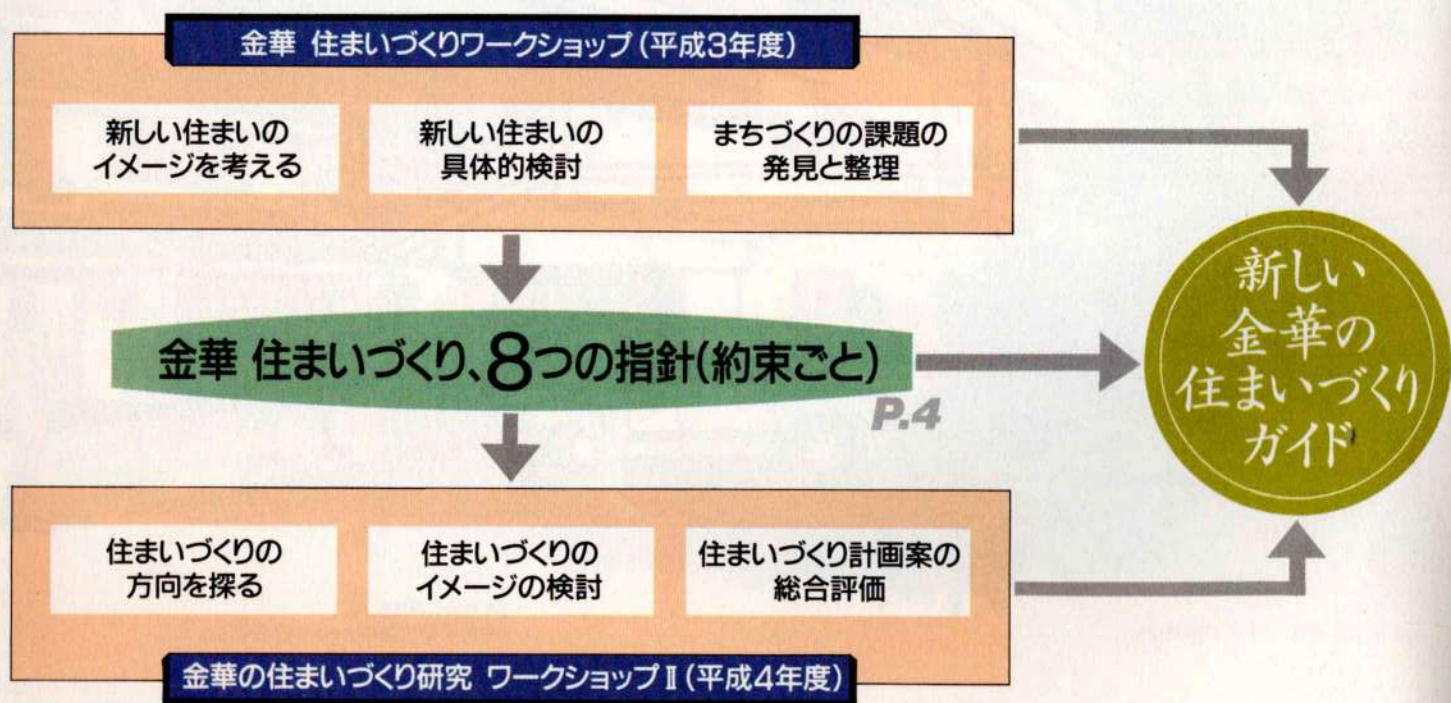 金華 住まいづくりワークショップ(平成3年度)
新しい住まいの
イメージを考える
新しい住まいの
具体的検討
まちづくりの課題の
発見と整理
金華 住まいづくり、8つの指針(約束ごと)
P.4
新しい
金華の
住まいづくり
ガイド
住まいづくりの
方向を探る
住まいづくりの
イメージの検討
住まいづくり計画案の
総合評価
金華の住まいづくり研究 ワークショップⅡ(平成4年度)